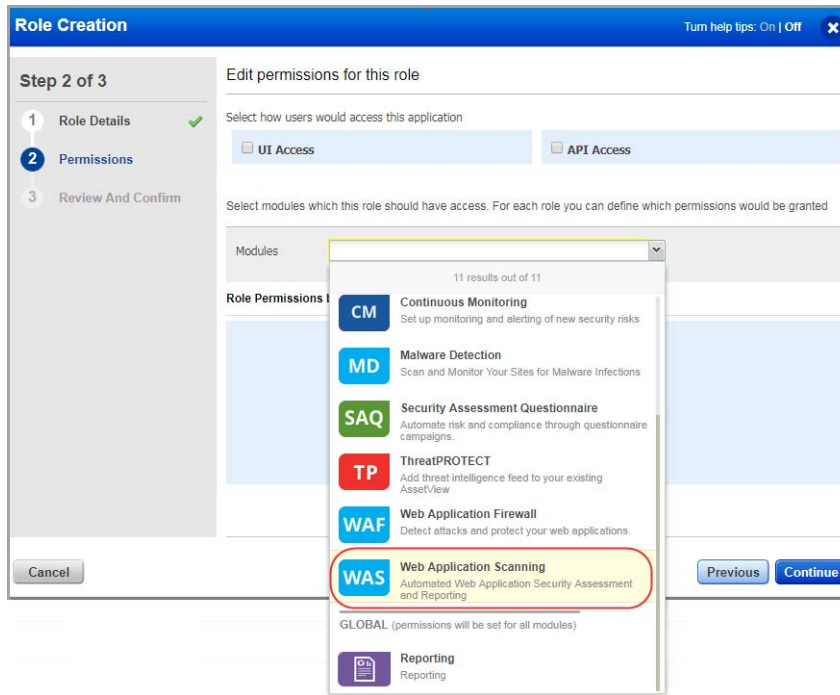 Role Creation
Turn help tips: On | Off
Step 2 of 3
1 Role Details
2 Permissions
3 Review And Confirm
Edit permissions for this role
Select how users would access this application
UI Access
API Access
Select modules which this role should have access. For each role you can define which permissions would be granted
Modules
11 results out of 11
Role Permissions
CM
Continuous Monitoring
Set up monitoring and alerting of new security risks
MD
Malware Detection
Scan and Monitor Your Sites for Malware Infections
SAQ
Security Assessment Questionnaire
Automate risk and compliance through questionnaire
campaigns.
TP
ThreatPROTECT
Add threat intelligence feed to your existing
AssetView
WAF
Web Application Firewall
Detect attacks and protect your web applications.
WAS
Web Application Scanning
Automated Web Application Security Assessment
and Reporting
GLOBAL (permissions will be set for all modules)
Reporting
Reporting
Cancel
Previous
Continue